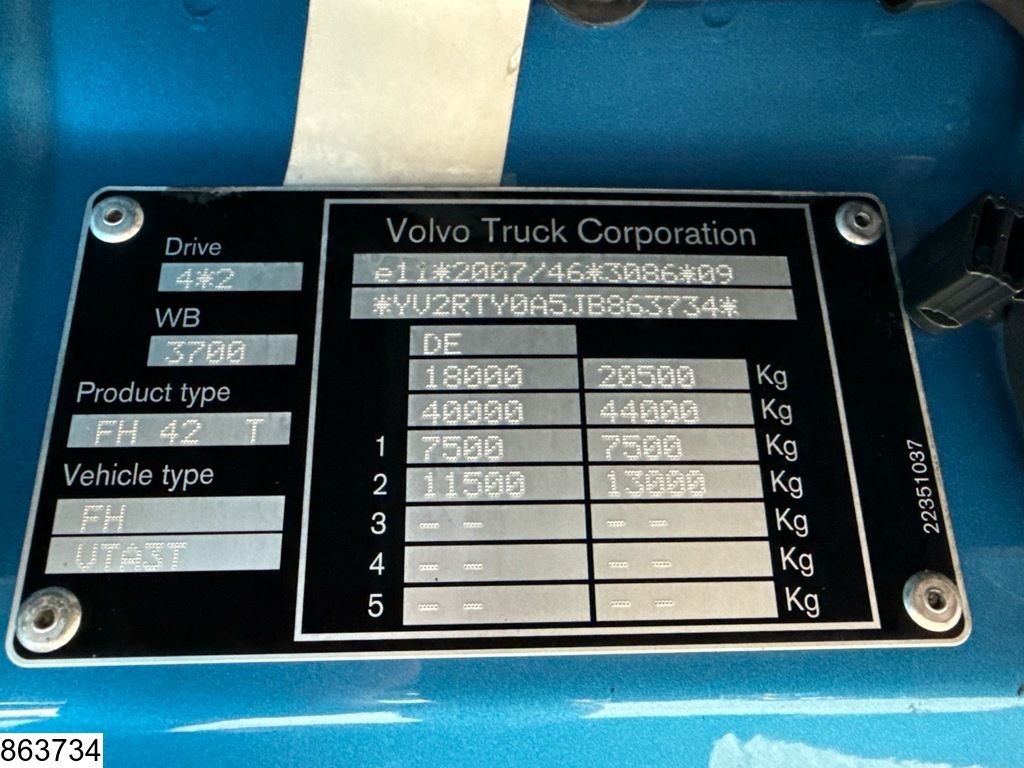 Volvo Truck Corporation
Drive
4*2
WB
3700
Product type
FH 42 T
Vehicle type
FH
VTA3T
e11*2007/46*3086*09
*YV2RTY0A5JB863734*
DE
18000 20500 Kg
40000 44000 Kg
1 7500 7500 Kg
2 11500 13000 Kg
3 -- -- -- -- Kg
4 -- -- -- -- Kg
5 -- -- -- -- Kg
22351037
863734